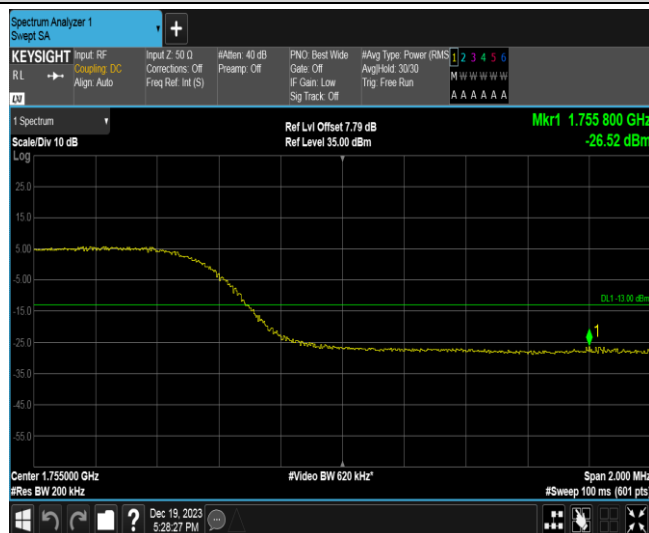 Spectrum Analyzer 1
Swept SA
KEYSIGHT
RL
LXI
Input: RF
Coupling: DC
Align: Auto
Input Z: 50 Ω
Corrections: Off
Freq Ref: Int (S)
#Atten: 40 dB
Preamp: Off
PNO: Best Wide
Gate: Off
IF Gain: Low
Sig Track: Off
#Avg Type: Power (RMS
Avg|Hold: 30/30
Trig: Free Run
1 2 3 4 5 6
M W W W W W
A A A A A A
1 Spectrum
Scale/Div 10 dB
Log
Ref Lvl Offset 7.79 dB
Ref Level 35.00 dBm
Mkr1 1.755 800 GHz
-26.52 dBm
25.0
15.0
5.00
-5.00
DL1 -13.00 dBm
-15.0
1
-25.0
-35.0
-45.0
-55.0
Center 1.755000 GHz
#Res BW 200 kHz
#Video BW 620 kHz*
Span 2.000 MHz
#Sweep 100 ms (601 pts)
?
Dec 19, 2023
5:28:27 PM